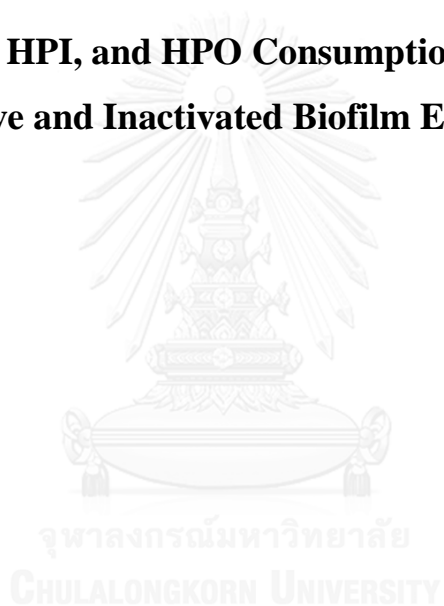 HPI, and HPO Consumptio
ve and Inactivated Biofilm E
จุฬาลงกรณ์มหาวิทยาลัย
CHULALONGKORN UNIVERSITY